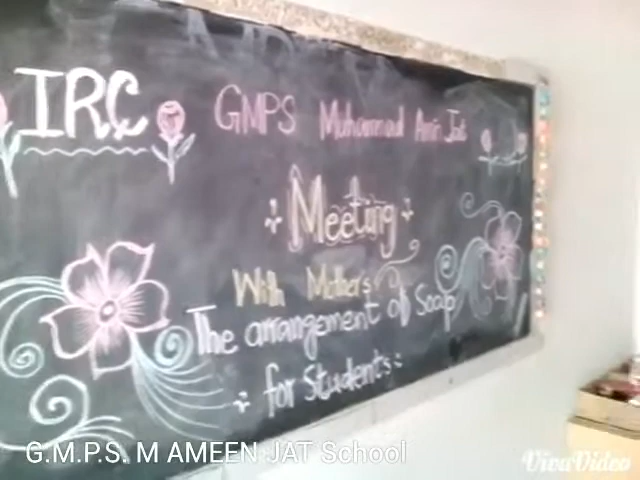 IRC
GMPS Muhammad Amin Jat
Meeting
With Mothers
The arrangement of Soap
for Students:
G.M.P.S. M AMEEN JAT School
VivaVideo